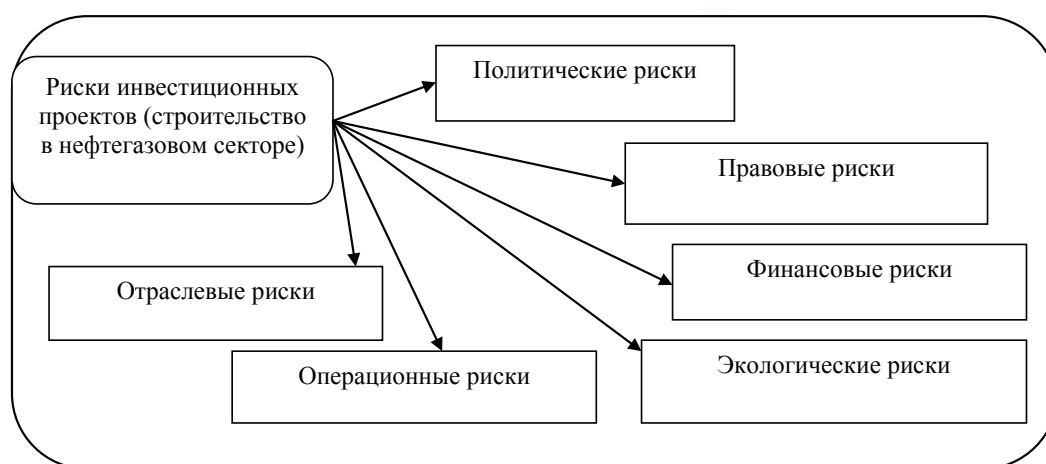 Риски инвестиционных
проектов (строительство
в нефтегазовом секторе)
Политические риски
Правовые риски
Финансовые риски
Экологические риски
Операционные риски
Отраслевые риски